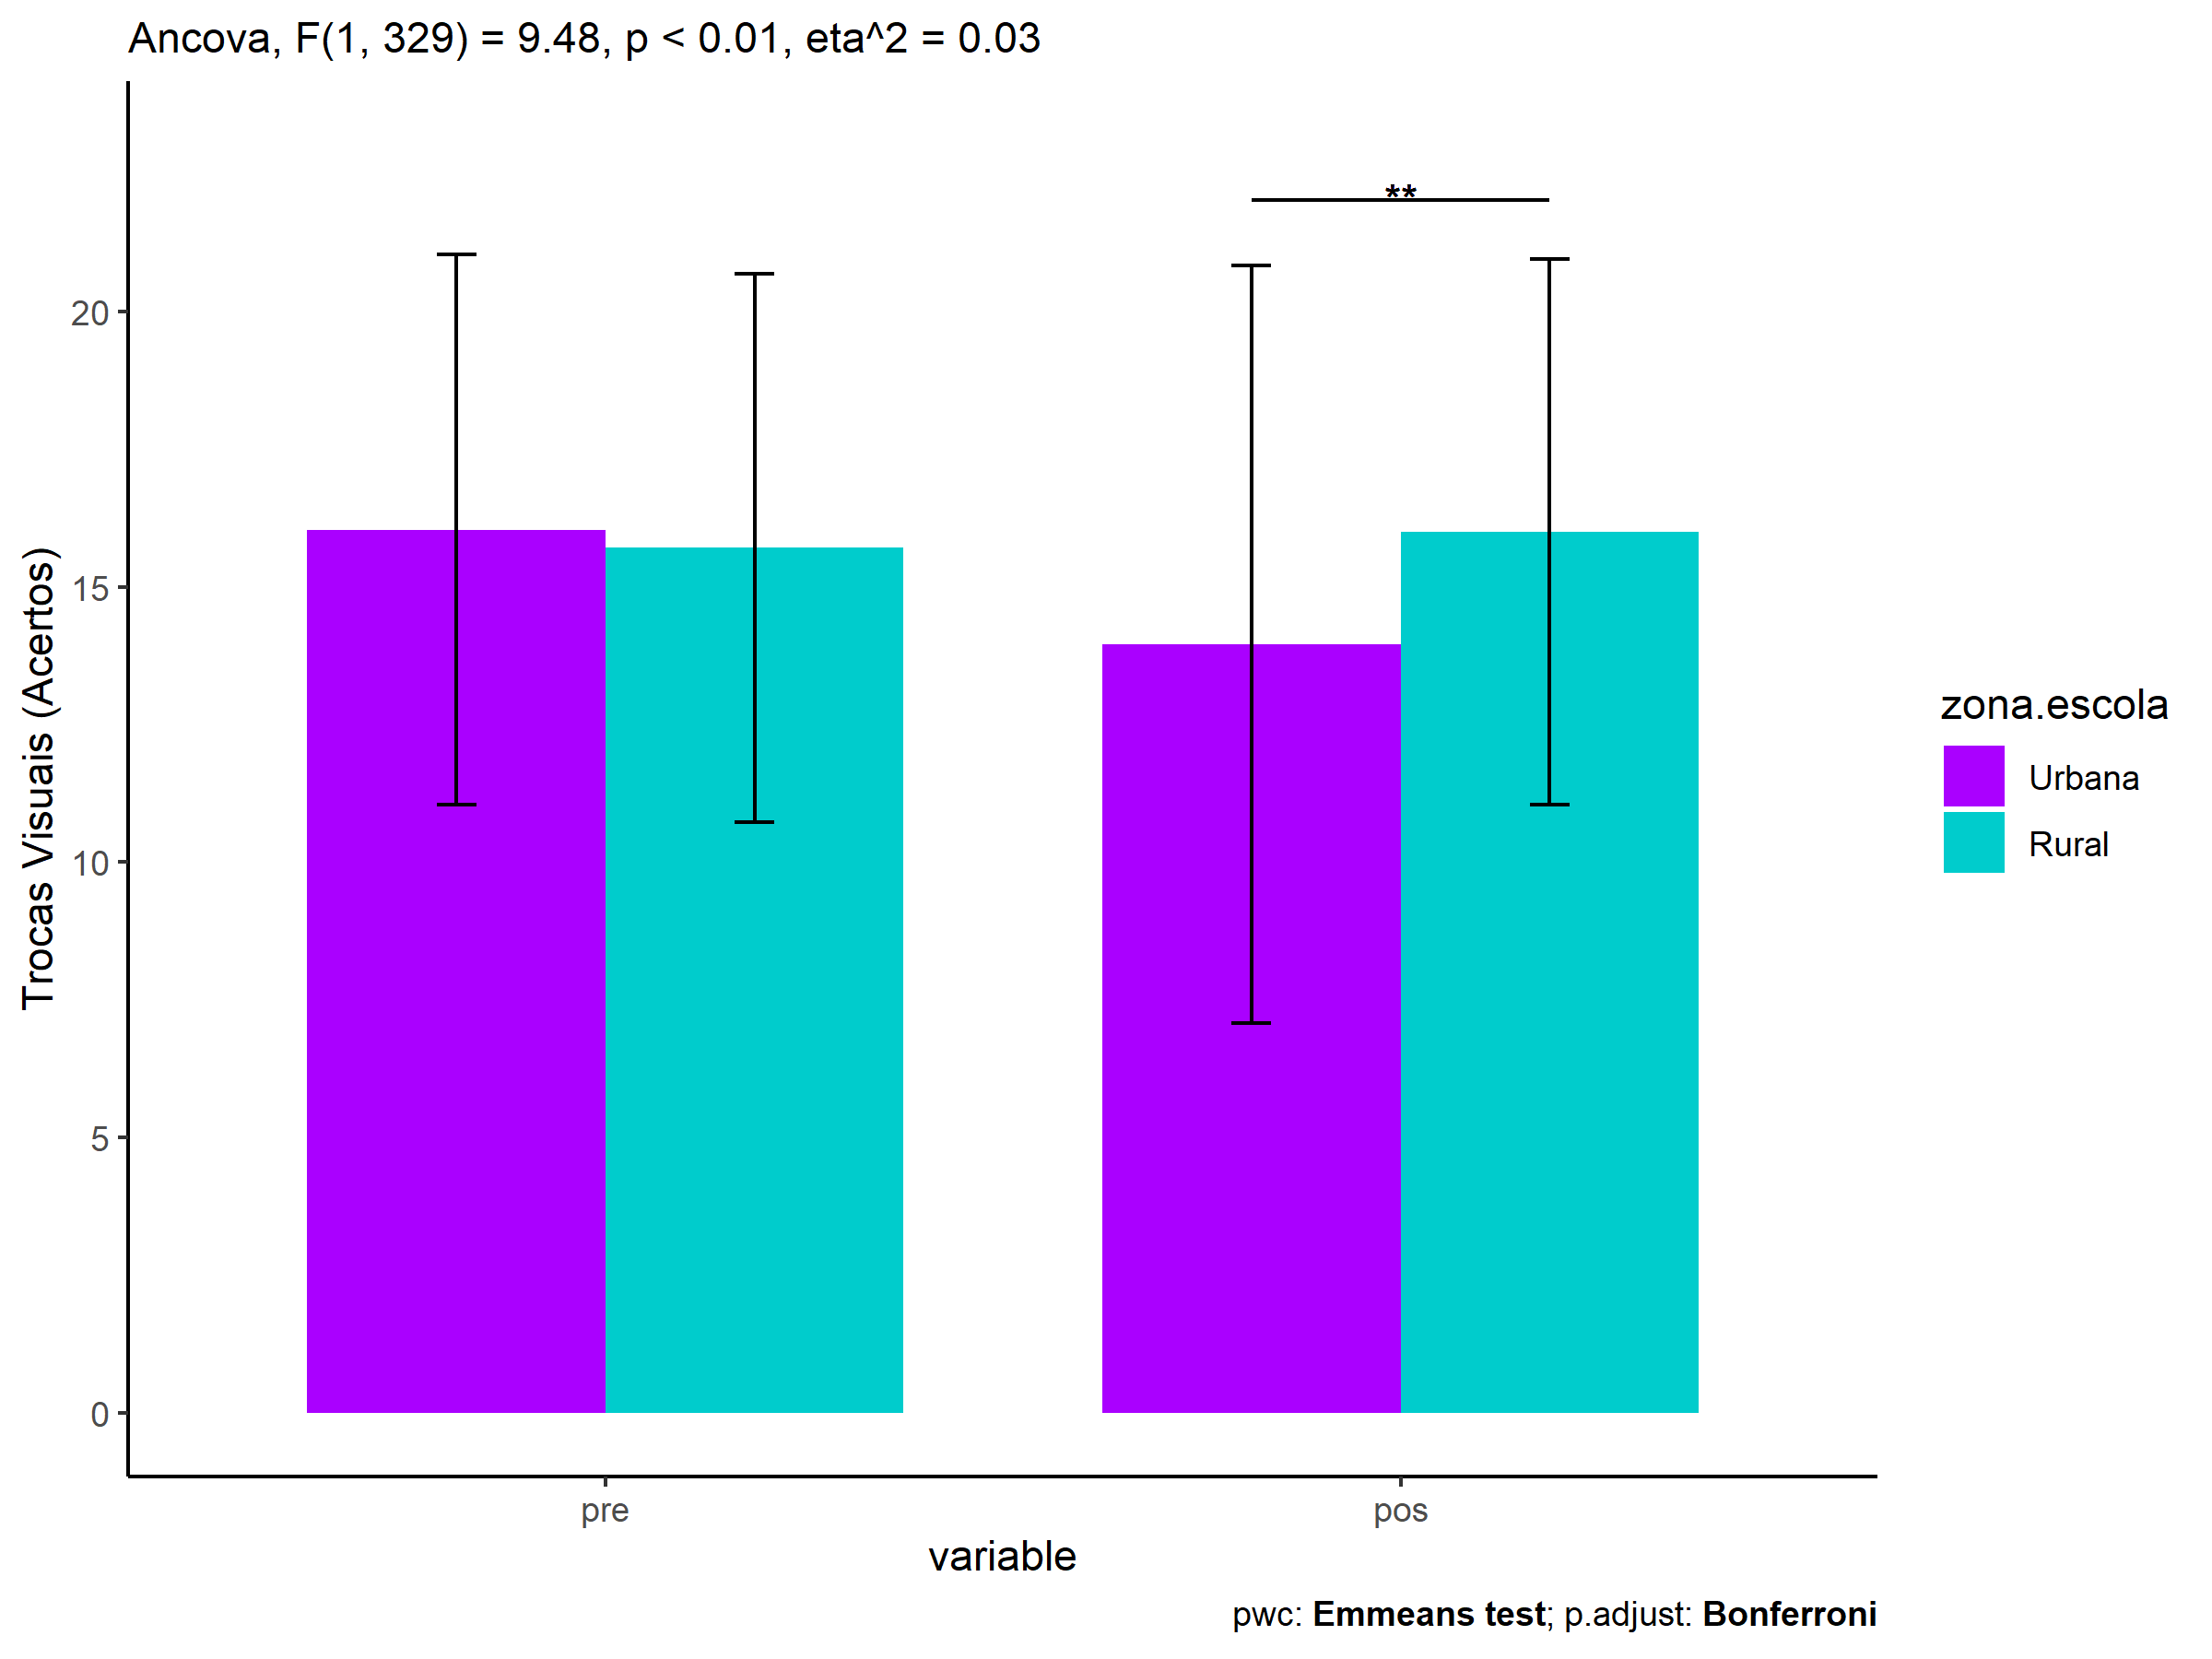 Ancova, F(1, 329) = 9.48, p < 0.01, eta^2 = 0.03
**
20
15
10
5
0
Trocas Visuais (Acertos)
pre
pos
variable
zona.escola
Urbana
Rural
pwc: Emmeans test; p.adjust: Bonferroni